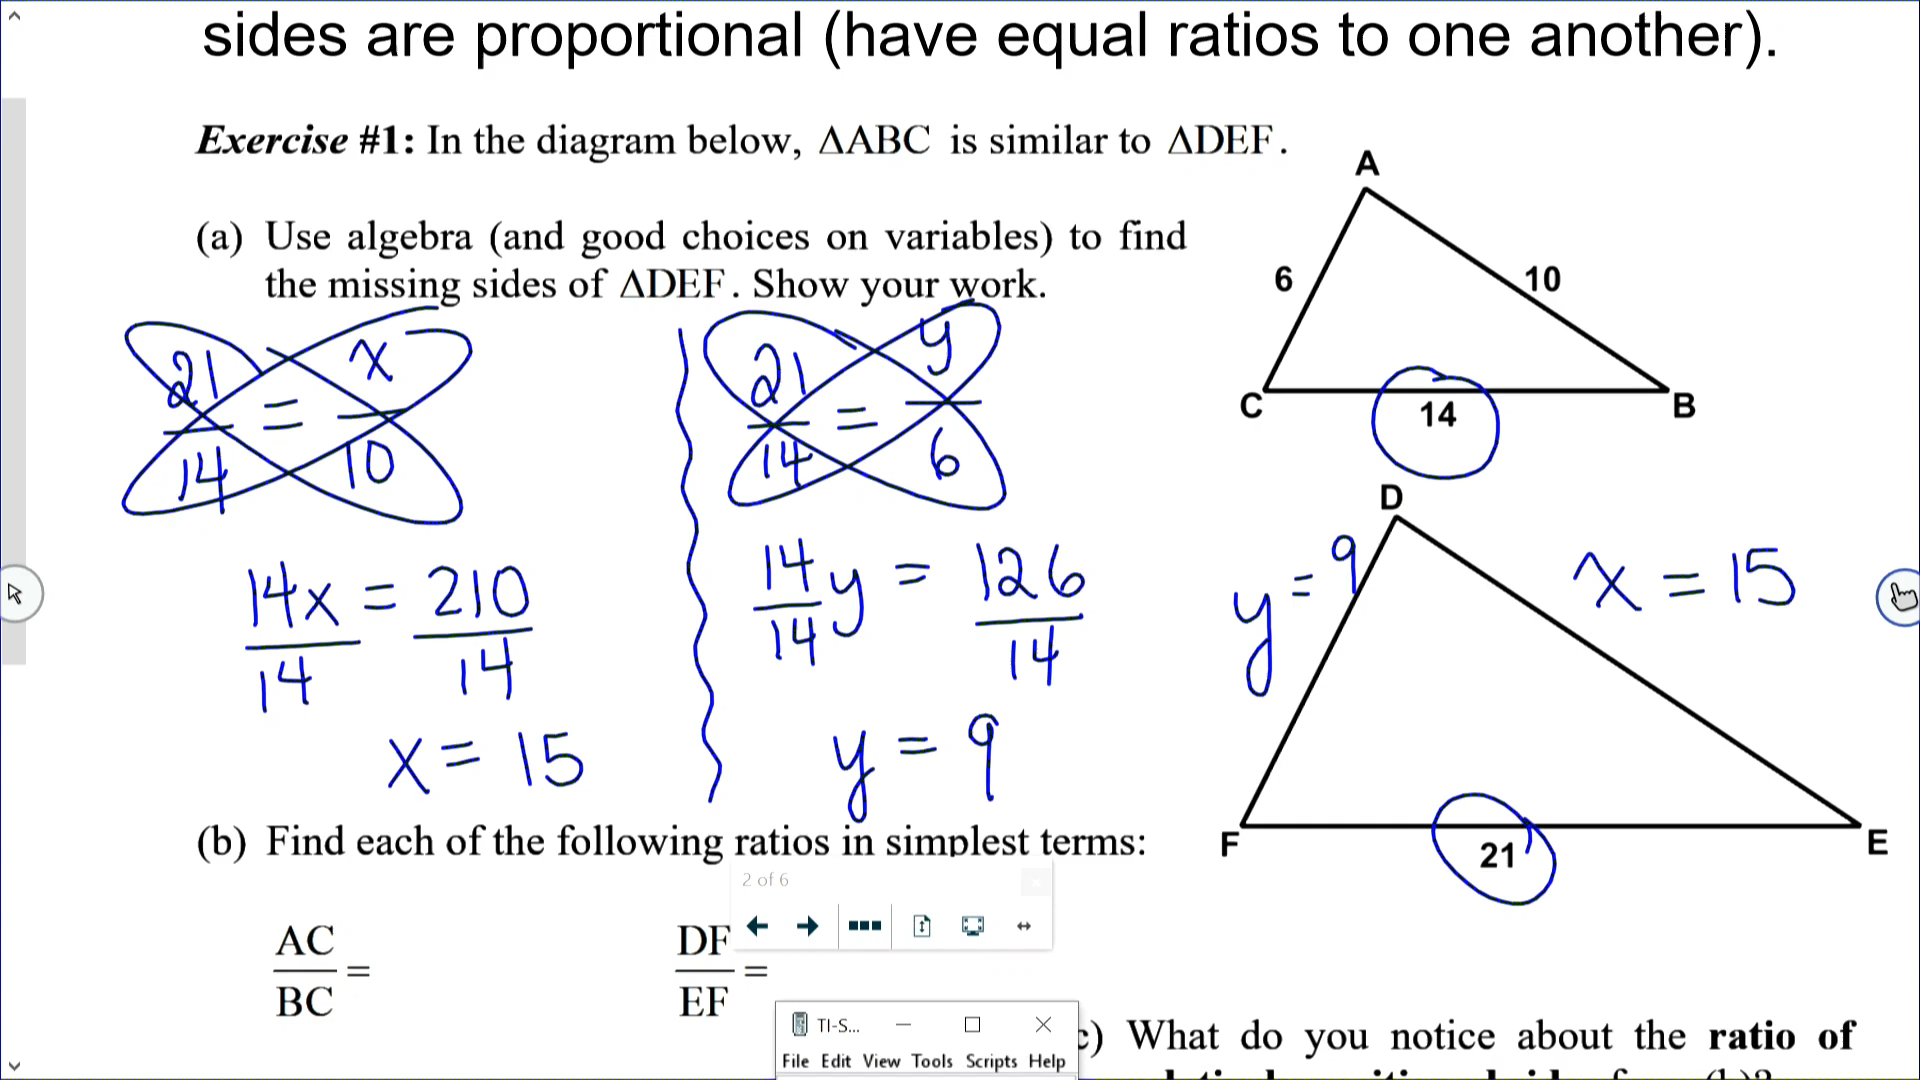 sides are proportional (have equal ratios to one another).
Exercise #1: In the diagram below, ΔABC is similar to ΔDEF.
(a) Use algebra (and good choices on variables) to find
the missing sides of ΔDEF. Show your work.
21/14 = x/10
14x/14 = 210/14
x = 15
21/14 = y/6
14/14 y = 126/14
y = 9
A
6
10
C
14
B
D
y = 9
x = 15
F
21
E
(b) Find each of the following ratios in simplest terms:
2 of 6
AC/BC =
DF/EF =
TI-S...
File Edit View Tools Scripts Help
c) What do you notice about the ratio of